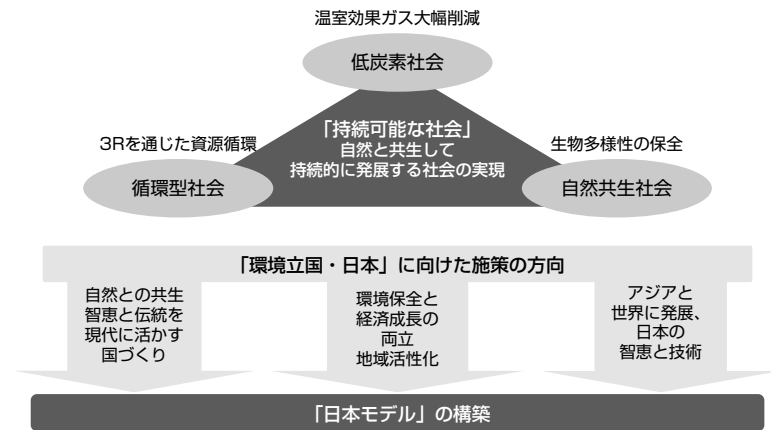 温室効果ガス大幅削減
低炭素社会
「持続可能な社会」
自然と共生して
持続的に発展する社会の実現
3Rを通じた資源循環
循環型社会
生物多様性の保全
自然共生社会
「環境立国・日本」に向けた施策の方向
自然との共生
智恵と伝統を
現代に活かす
国づくり
環境保全と
経済成長の
両立
地域活性化
アジアと
世界に発展、
日本の
智恵と技術
「日本モデル」の構築